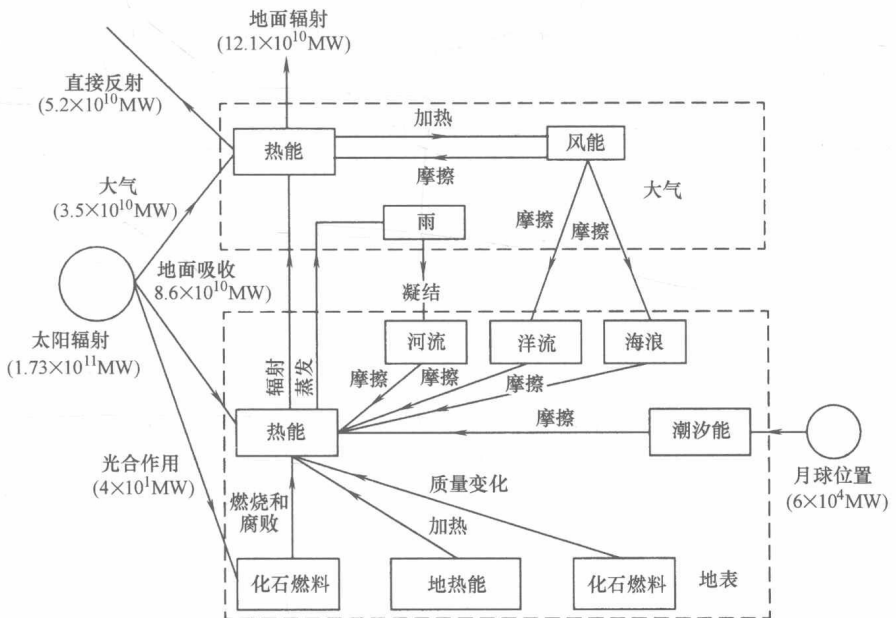 地面辐射
(12.1×10¹⁰MW)
直接反射
(5.2×10¹⁰MW)
加热
热能
风能
摩擦
大气
大气
(3.5×10¹⁰MW)
雨
摩擦
摩擦
地面吸收
8.6×10¹⁰MW)
凝结
太阳辐射
(1.73×10¹¹MW)
河流
洋流
海浪
辐射
蒸发
摩擦
摩擦
摩擦
热能
摩擦
潮汐能
月球位置
(6×10⁴MW)
光合作用
(4×10¹MW)
燃烧和
腐败
质量变化
加热
化石燃料
地热能
化石燃料
地表